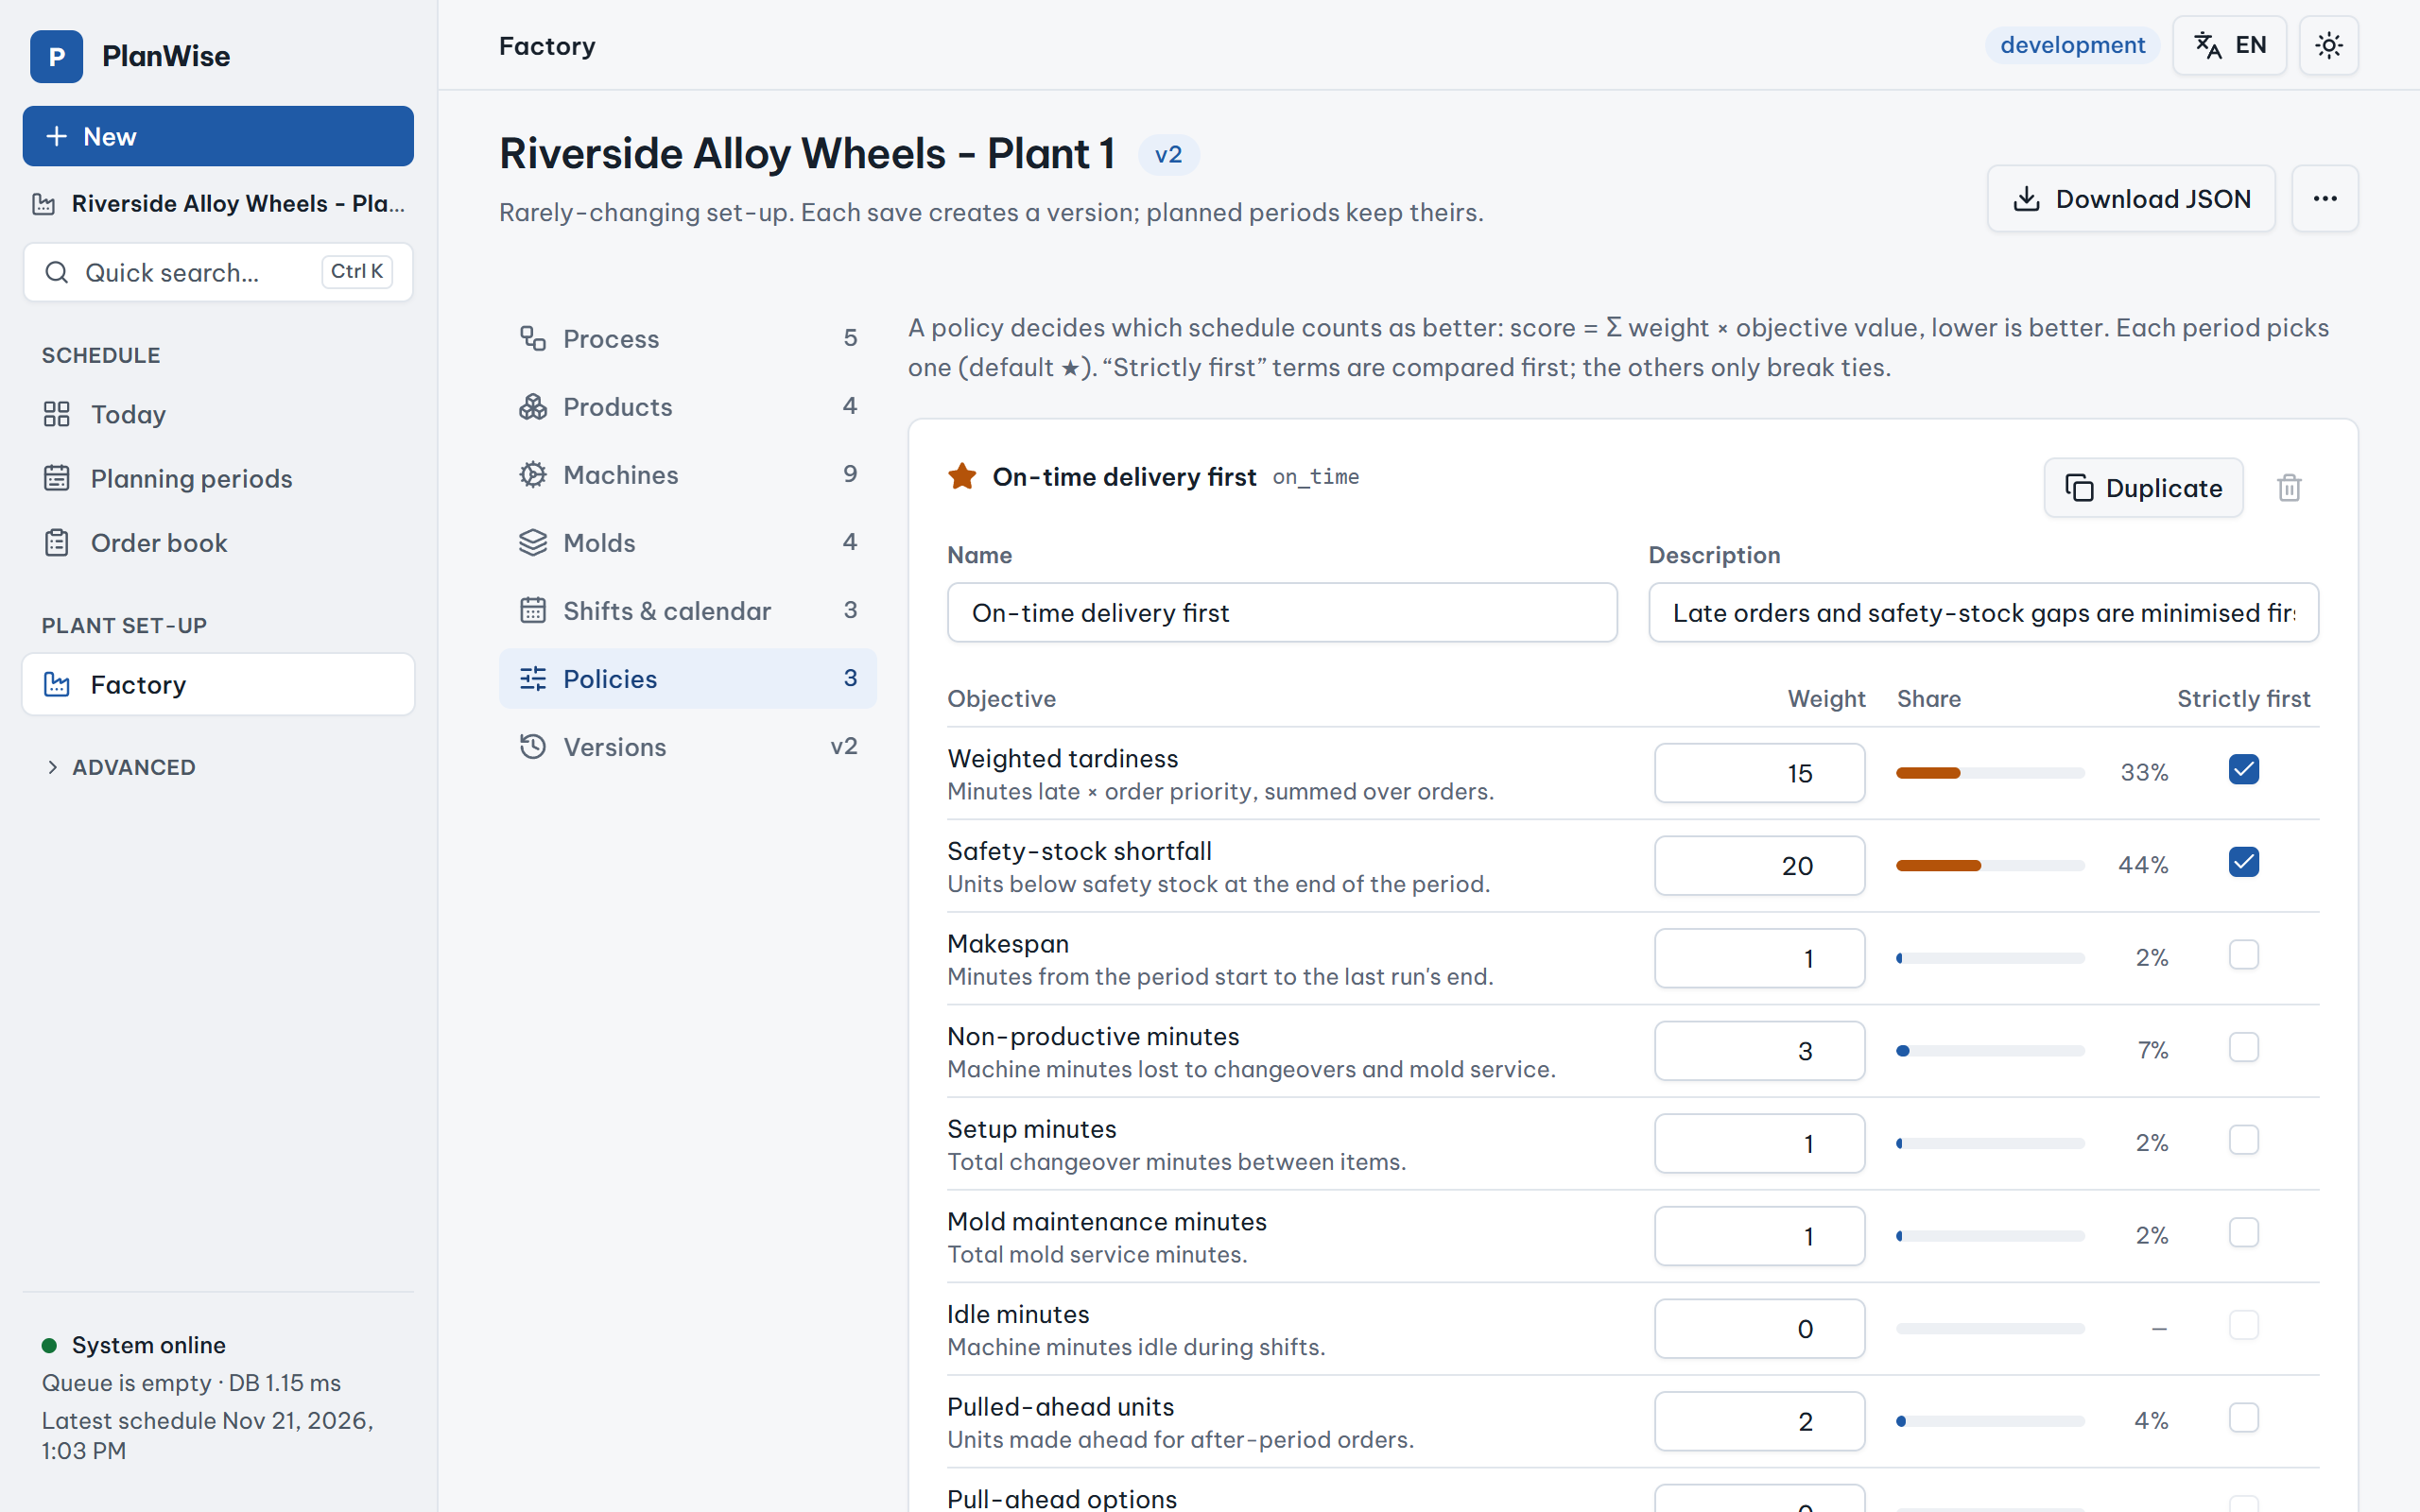 P PlanWise
New
Riverside Alloy Wheels - Pla...
Quick search... Ctrl K
SCHEDULE
Today
Planning periods
Order book
PLANT SET-UP
Factory
ADVANCED
System online
Queue is empty · DB 1.15 ms
Latest schedule Nov 21, 2026,
1:03 PM
Factory
development
EN
Riverside Alloy Wheels - Plant 1 v2
Rarely-changing set-up. Each save creates a version; planned periods keep theirs.
Download JSON
Process 5
Products 4
Machines 9
Molds 4
Shifts & calendar 3
Policies 3
Versions v2
A policy decides which schedule counts as better: score = Σ weight × objective value, lower is better. Each period picks
one (default ★). “Strictly first” terms are compared first; the others only break ties.
On-time delivery first on_time
Duplicate
Name Description
On-time delivery first Late orders and safety-stock gaps are minimised
Objective Weight Share Strictly first
Weighted tardiness 15 33%
Minutes late × order priority, summed over orders.
Safety-stock shortfall 20 44%
Units below safety stock at the end of the period.
Makespan 1 2%
Minutes from the period start to the last run's end.
Non-productive minutes 3 7%
Machine minutes lost to changeovers and mold service.
Setup minutes 1 2%
Total changeover minutes between items.
Mold maintenance minutes 1 2%
Total mold service minutes.
Idle minutes 0 –
Machine minutes idle during shifts.
Pulled-ahead units 2 4%
Units made ahead for after-period orders.
Pull-ahead options